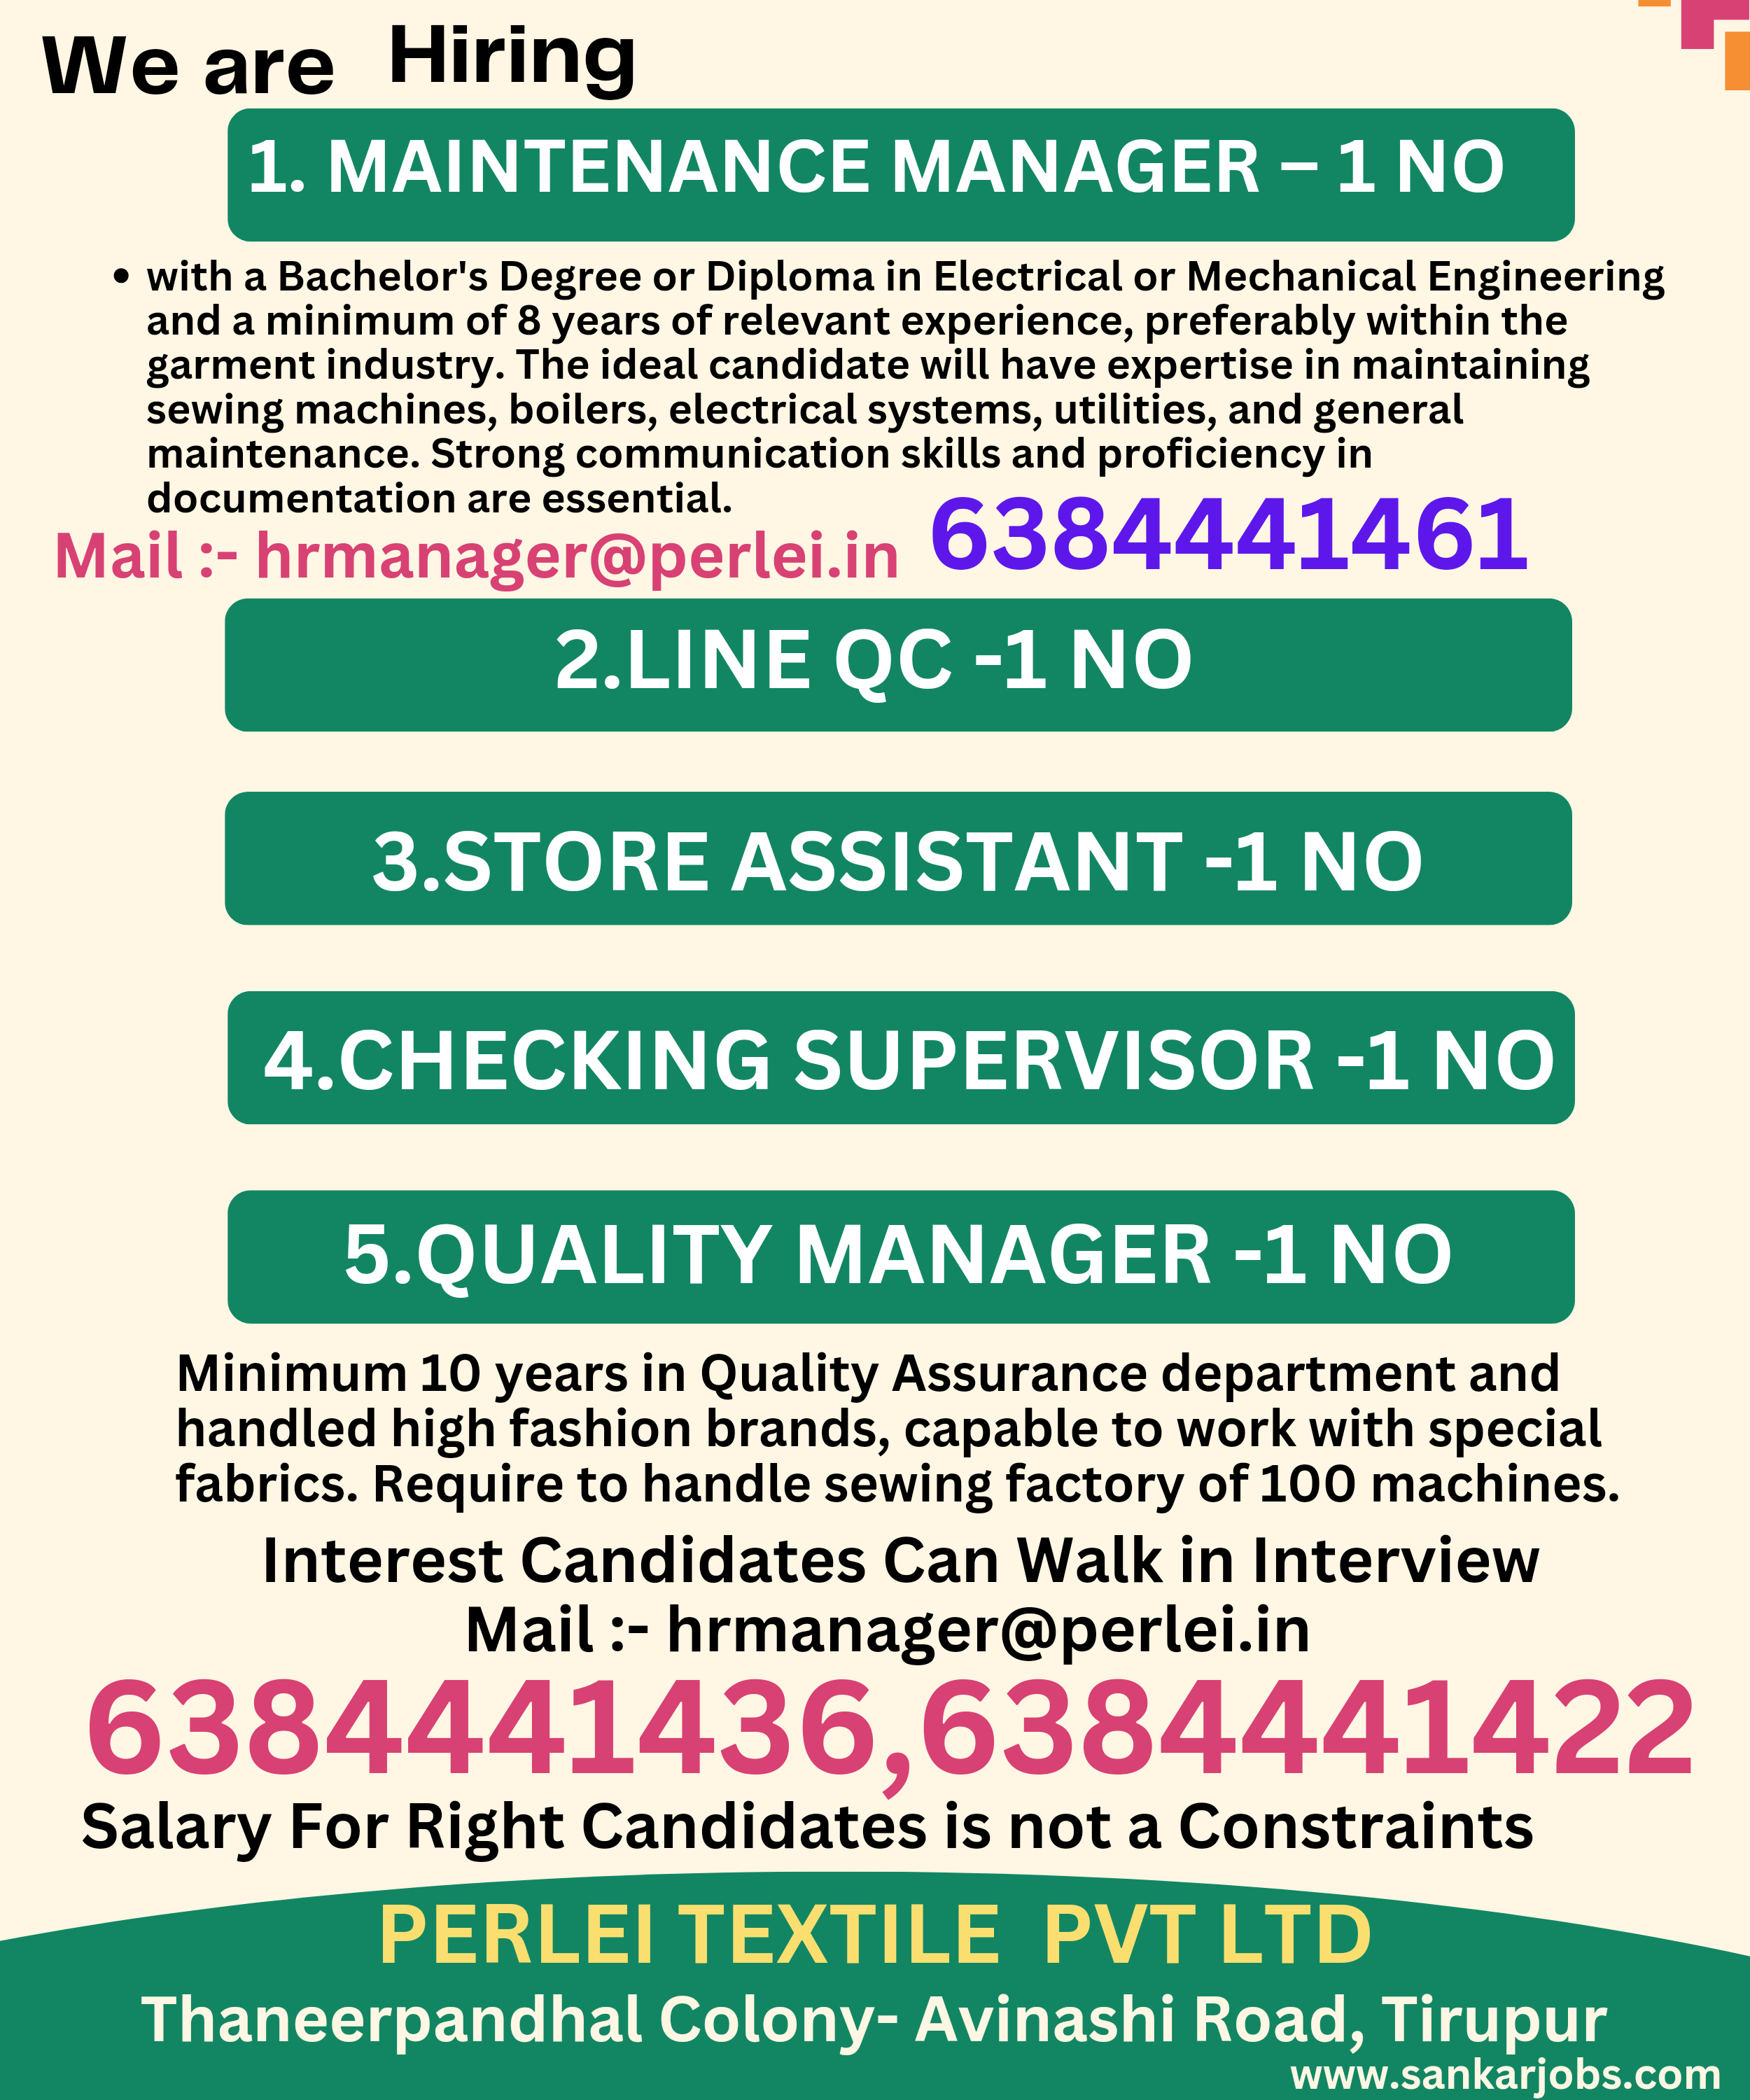 We are Hiring
1. MAINTENANCE MANAGER – 1 NO
• with a Bachelor's Degree or Diploma in Electrical or Mechanical Engineering
and a minimum of 8 years of relevant experience, preferably within the
garment industry. The ideal candidate will have expertise in maintaining
sewing machines, boilers, electrical systems, utilities, and general
maintenance. Strong communication skills and proficiency in
documentation are essential.
Mail :- hrmanager@perlei.in 6384441461
2.LINE QC -1 NO
3.STORE ASSISTANT -1 NO
4.CHECKING SUPERVISOR -1 NO
5.QUALITY MANAGER -1 NO
Minimum 10 years in Quality Assurance department and
handled high fashion brands, capable to work with special
fabrics. Require to handle sewing factory of 100 machines.
Interest Candidates Can Walk in Interview
Mail :- hrmanager@perlei.in
6384441436,6384441422
Salary For Right Candidates is not a Constraints
PERLEI TEXTILE PVT LTD
Thaneerpandhal Colony- Avinashi Road, Tirupur
www.sankarjobs.com